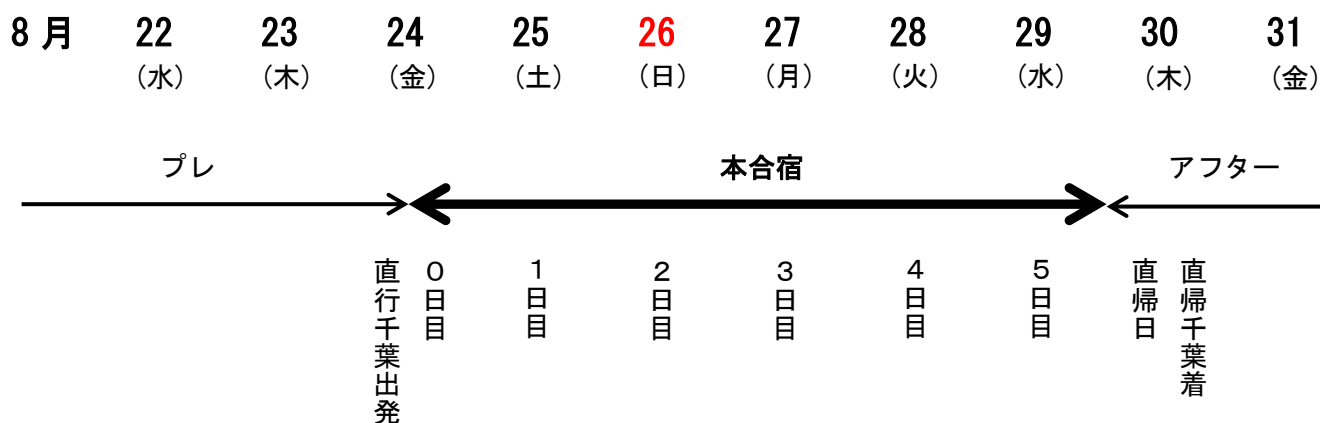 8月 22 23 24 25 26 27 28 29 30 31
（水） （木） （金） （土） （日） （月） （火） （水） （木） （金）
プレ 本合宿 アフター
直行千葉出発
０日目
１日目
２日目
３日目
４日目
５日目
直帰日
直帰千葉着